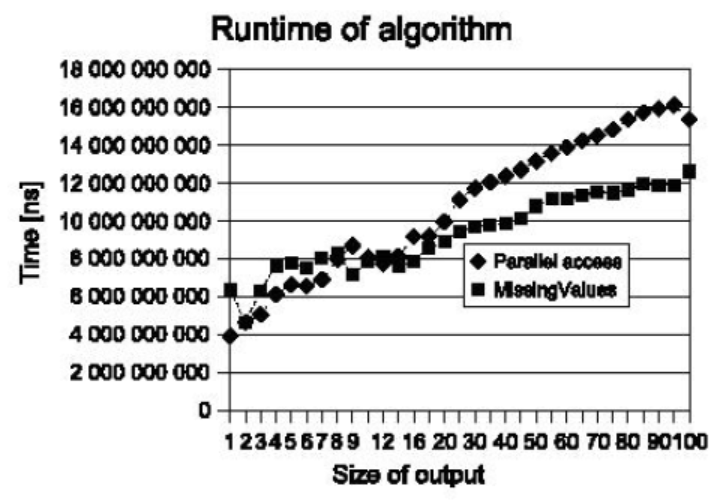 Runtime of algorithm
18 000 000 000
16 000 000 000
14 000 000 000
12 000 000 000
10 000 000 000
8 000 000 000
6 000 000 000
4 000 000 000
2 000 000 000
0
Time [ns]
Parallel access
MissingValues
1 2 3 4 5 6 7 8 9 12 12 16 20 30 40 50 60 70 80 90 100
Size of output